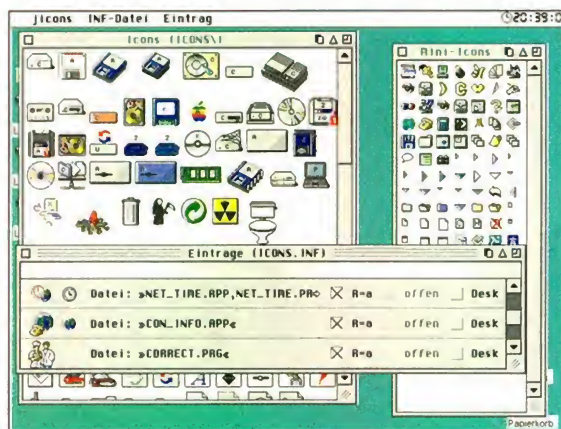 jIcons INF-Datei Eintrag 20:39:0
Icons (ICONS\)
Mini-Icons
Einträge (ICONS.INF)
Datei: »NET_TIME.APP,NET_TIME.PR R=a offen Desk
Datei: »CON_INFO.APP« R=a offen Desk
Datei: »CORRECT.PRG« R=a offen Desk
Papierkorb